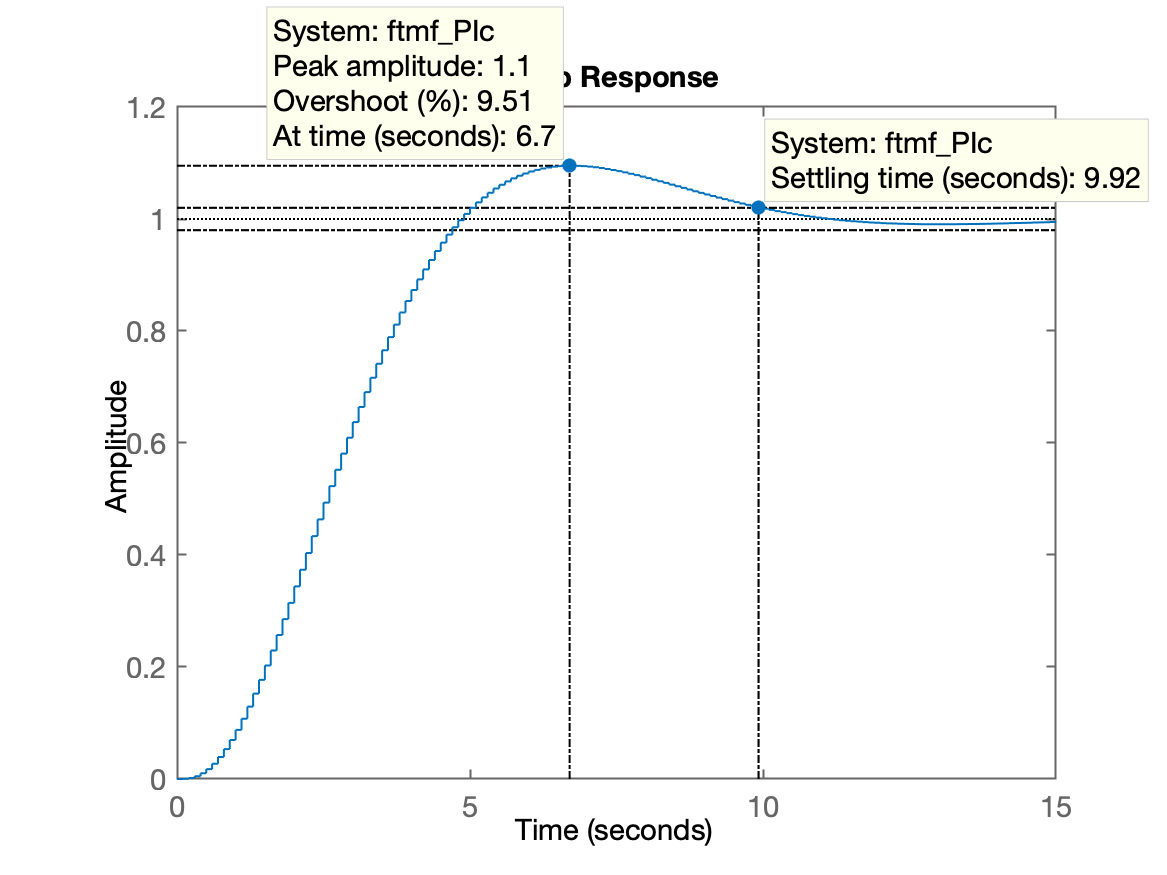 System: ftmf_PIc
Peak amplitude: 1.1
Overshoot (%): 9.51
At time (seconds): 6.7
Response
System: ftmf_PIc
Settling time (seconds): 9.92
1.2
1
0.8
0.6
0.4
0.2
0
Amplitude
0
5
10
15
Time (seconds)